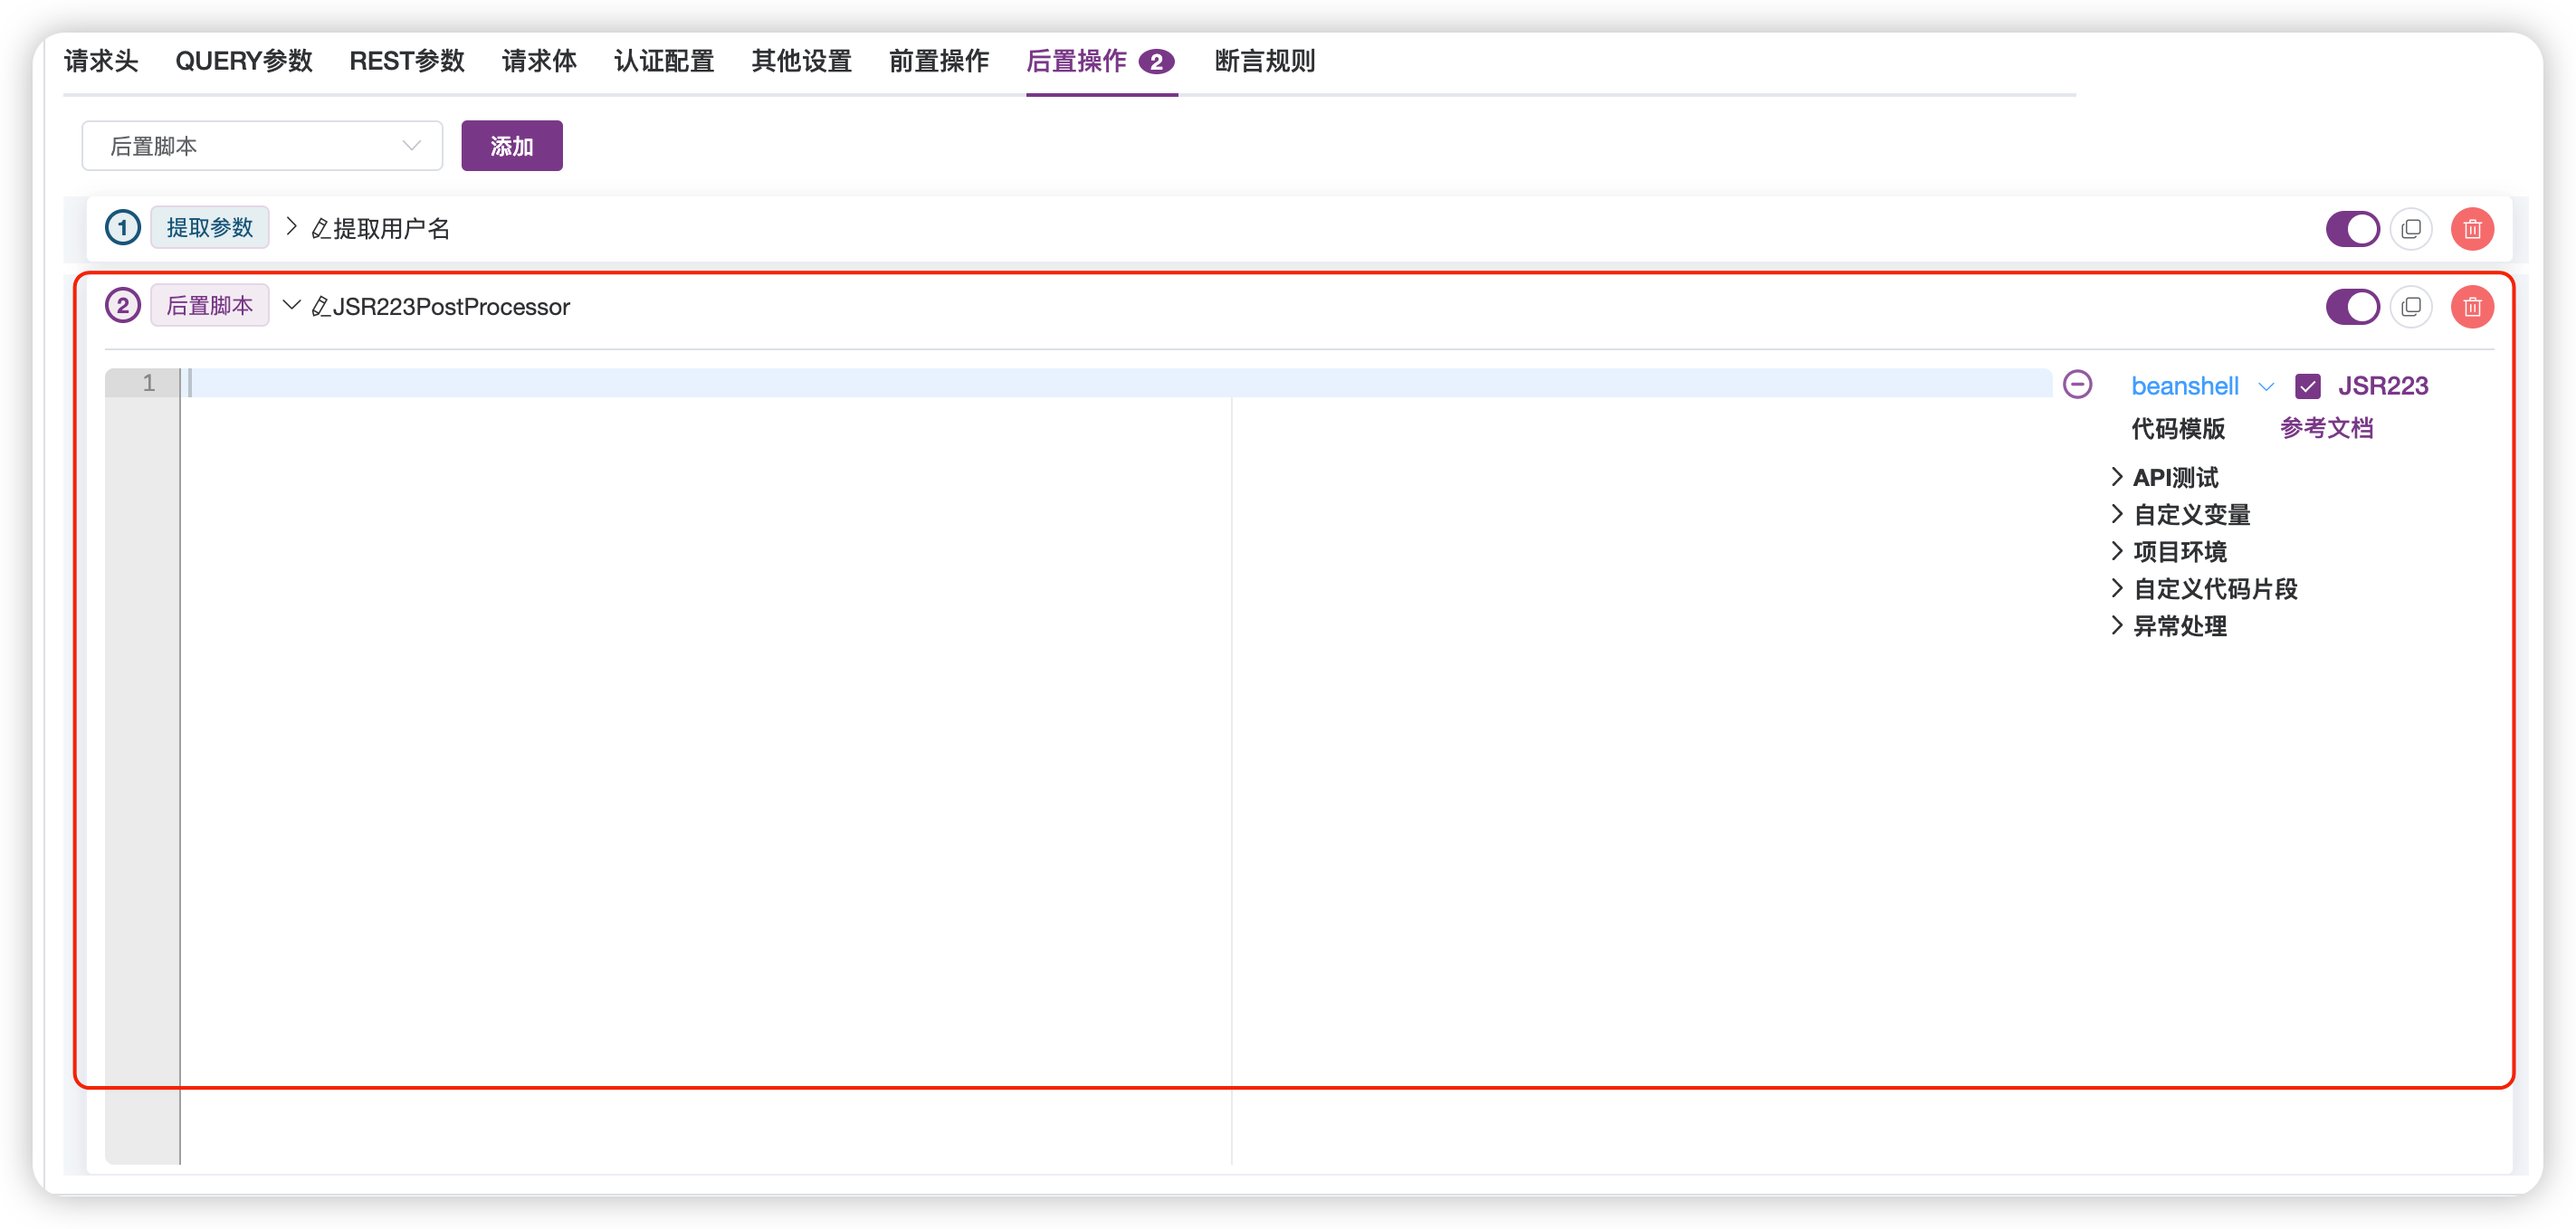 请求头 QUERY参数 REST参数 请求体 认证配置 其他设置 前置操作 后置操作 2 断言规则
后置脚本 添加
1 提取参数 提取用户名
2 后置脚本 JSR223PostProcessor
1
beanshell JSR223
代码模版 参考文档
API测试
自定义变量
项目环境
自定义代码片段
异常处理